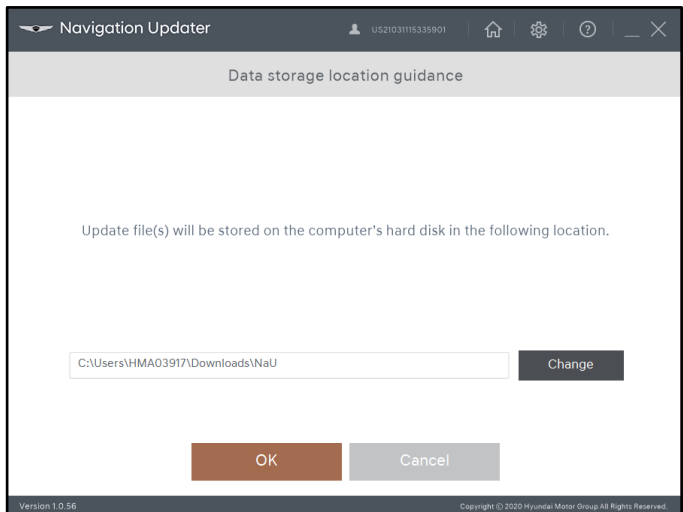 Navigation Updater
US21031115335901
Data storage location guidance
Update file(s) will be stored on the computer's hard disk in the following location.
C:\Users\HMA03917\Downloads\NaU
Change
OK
Cancel
Version 1.0.56
Copyright © 2020 Hyundai Motor Group All Rights Reserved.